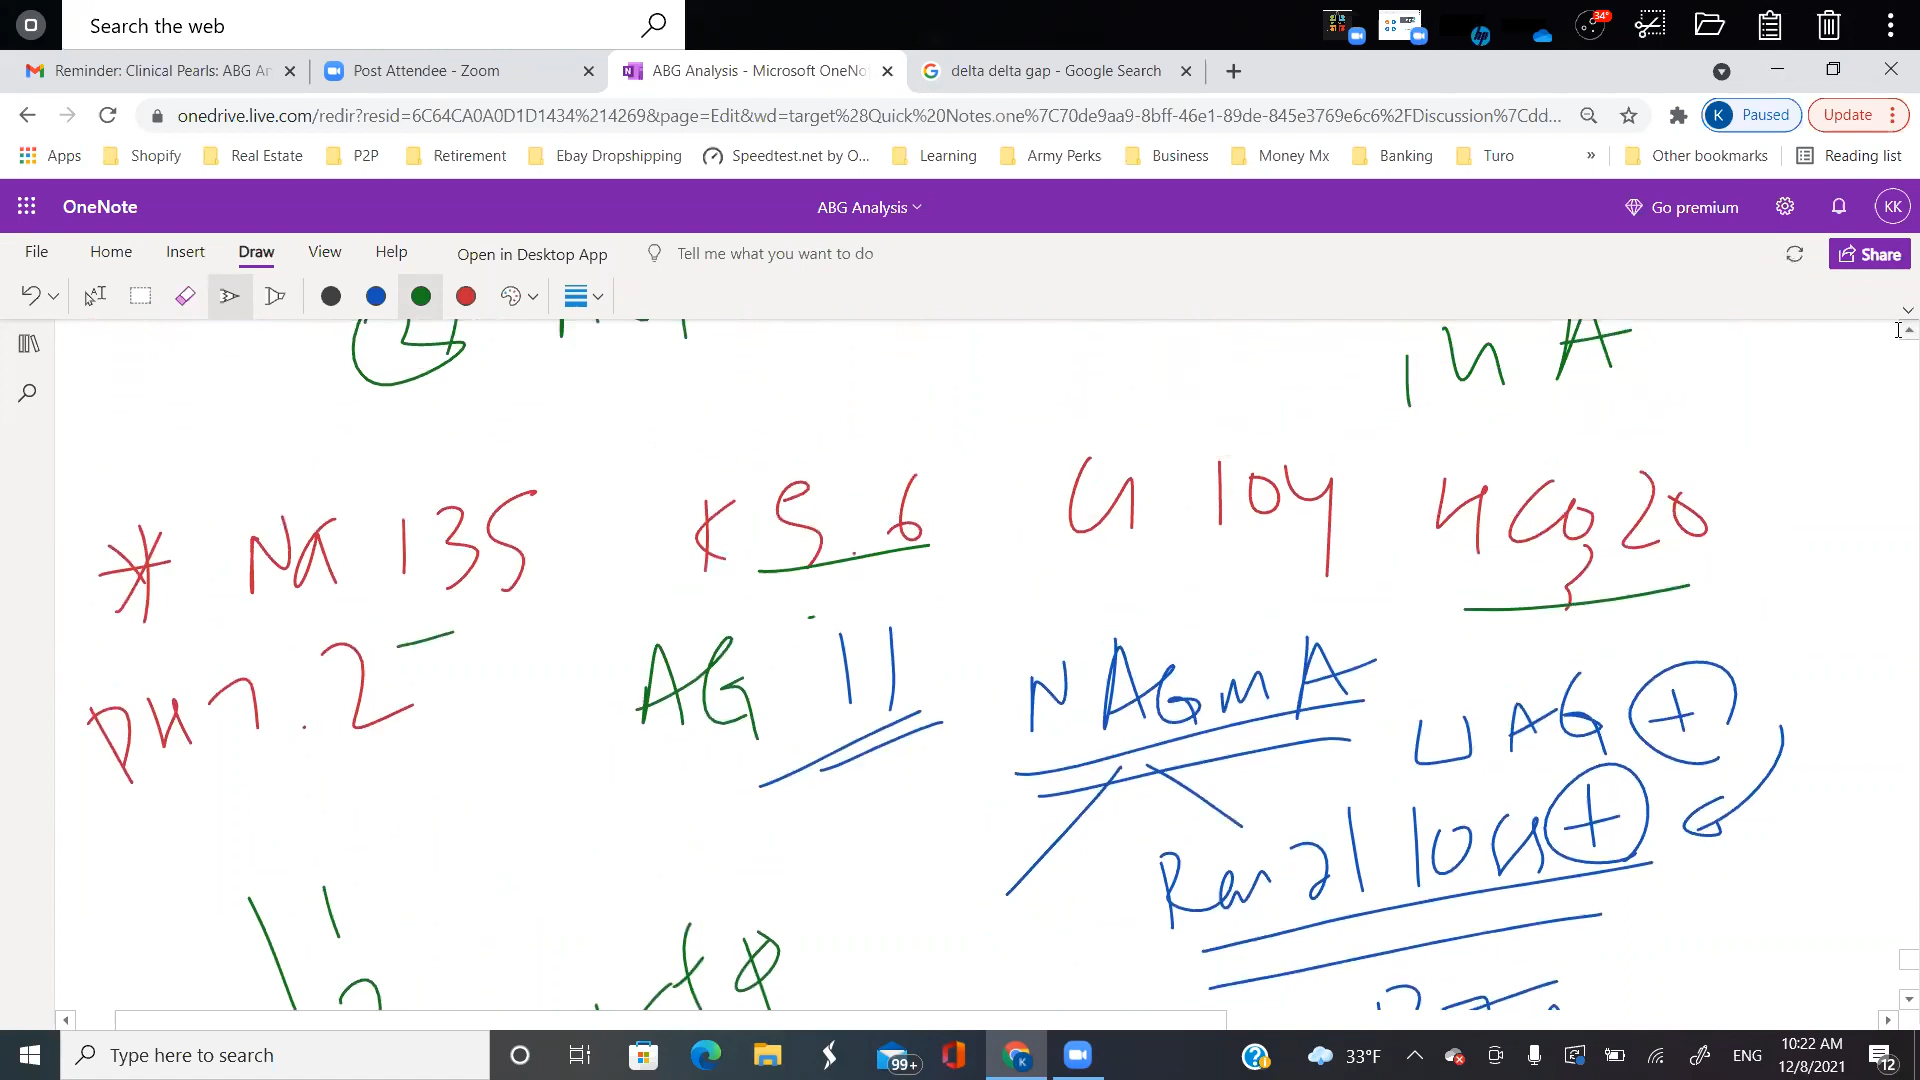 Search the web
34°
Reminder: Clinical Pearls: ABG An
Post Attendee - Zoom
ABG Analysis - Microsoft OneNo
delta delta gap - Google Search
onedrive.live.com/redir?resid=6C64CA0A0D1D1434%214269&page=Edit&wd=target%28Quick%20Notes.one%7C70de9aa9-8bff-46e1-89de-845e3769e6c6%2FDiscussion%7Cdd...
K Paused
Update
Apps
Shopify
Real Estate
P2P
Retirement
Ebay Dropshipping
Speedtest.net by O...
Learning
Army Perks
Business
Money Mx
Banking
Turo
»
Other bookmarks
Reading list
OneNote
ABG Analysis
Go premium
KK
File
Home
Insert
Draw
View
Help
Open in Desktop App
Tell me what you want to do
Share
* Na 135 K 5.6 Cl 104 HCO3 20
PH 7.2
AG 11 NAGMA UAG +
Renal loss +
Type here to search
99+
33°F
ENG
10:22 AM
12/8/2021
12